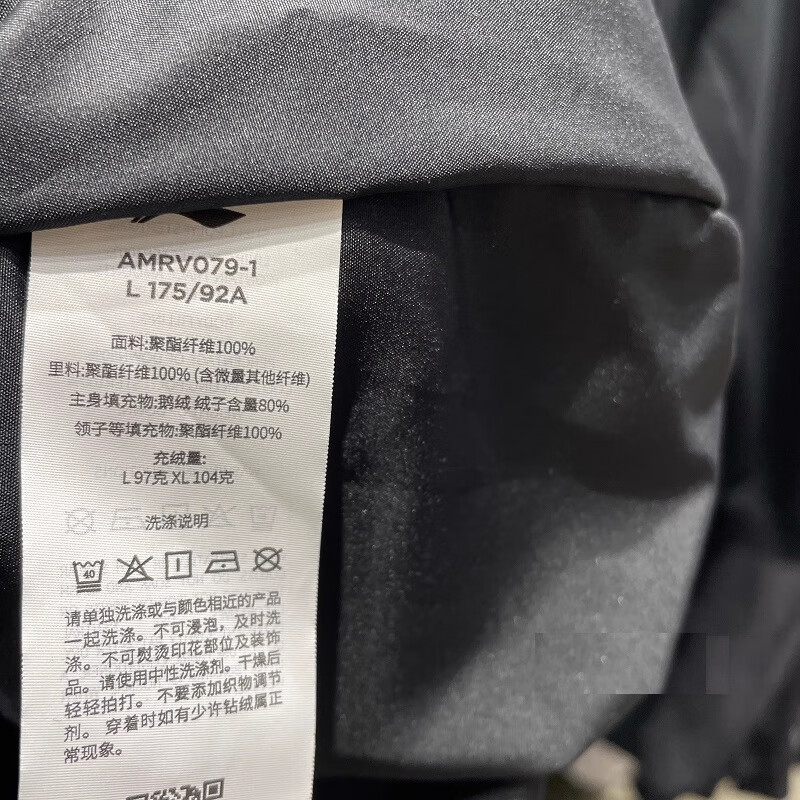 AMRV079-1
L 175/92A
面料:聚酯纤维100%
里料:聚酯纤维100% (含微量其他纤维)
主身填充物:鹅绒 绒子含量80%
领子等填充物:聚酯纤维100%
充绒量:
L 97克 XL 104克
洗涤说明
40
请单独洗涤或与颜色相近的产品
一起洗涤。不可浸泡，及时洗
涤。不可熨烫印花部位及装饰
品。请使用中性洗涤剂。干燥后
轻轻拍打。 不要添加织物调节
剂。 穿着时如有少许钻绒属正
常现象。